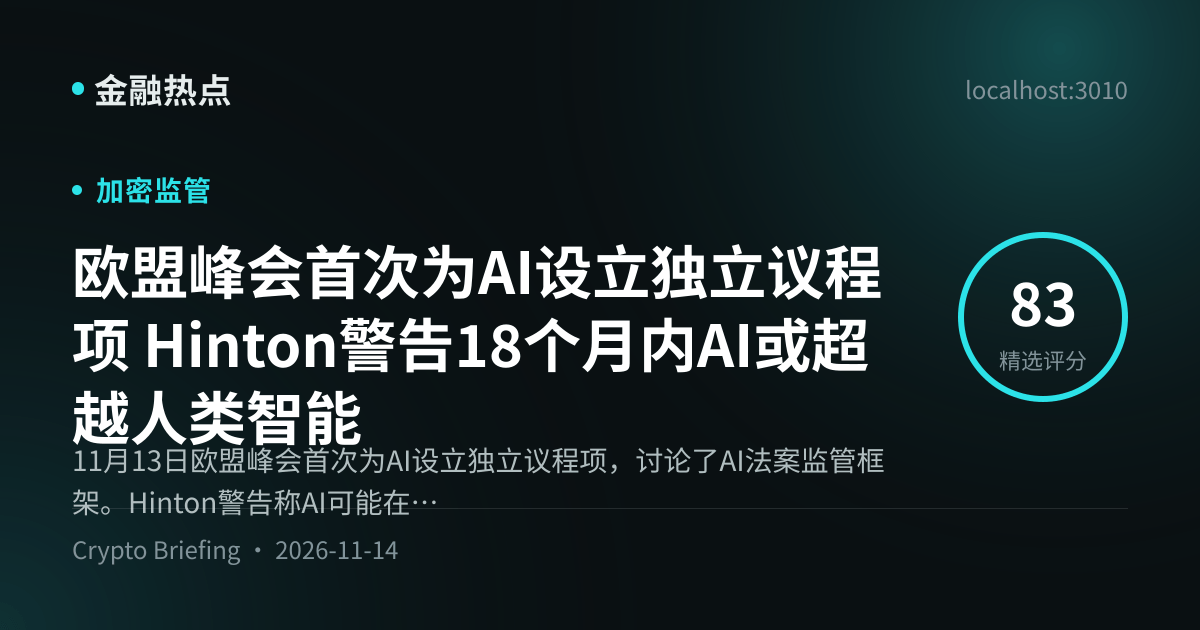 金融热点
localhost:3010
加密监管
欧盟峰会首次为AI设立独立议程
项 Hinton警告18个月内AI或超
越人类智能
83
精选评分
11月13日欧盟峰会首次为AI设立独立议程项，讨论了AI法案监管框
架。Hinton警告称AI可能在…
Crypto Briefing · 2026-11-14